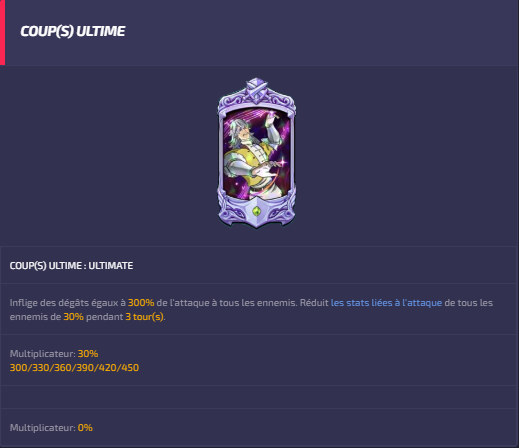 COUP(S) ULTIME
COUP(S) ULTIME : ULTIMATE
Inflige des dégâts égaux à 300% de l'attaque à tous les ennemis. Réduit les stats liées à l'attaque de tous les
ennemis de 30% pendant 3 tour(s).
Multiplicateur: 30%
300/330/360/390/420/450
Multiplicateur: 0%